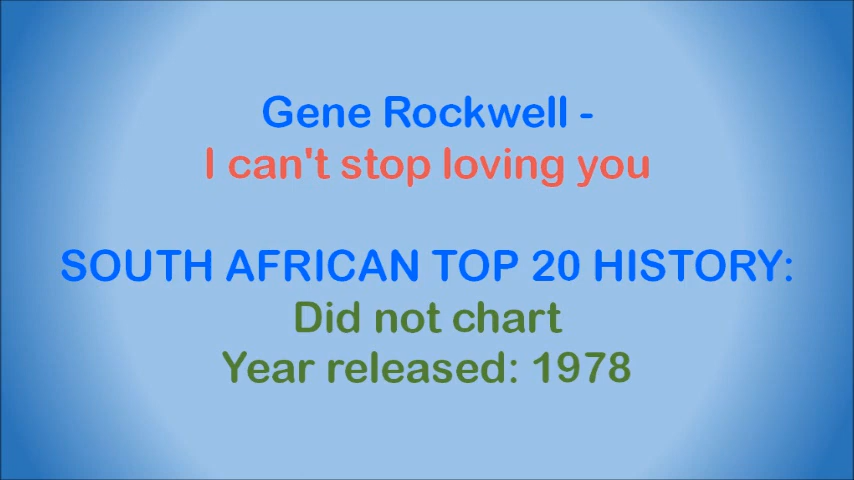 Gene Rockwell -
I can't stop loving you
SOUTH AFRICAN TOP 20 HISTORY:
Did not chart
Year released: 1978